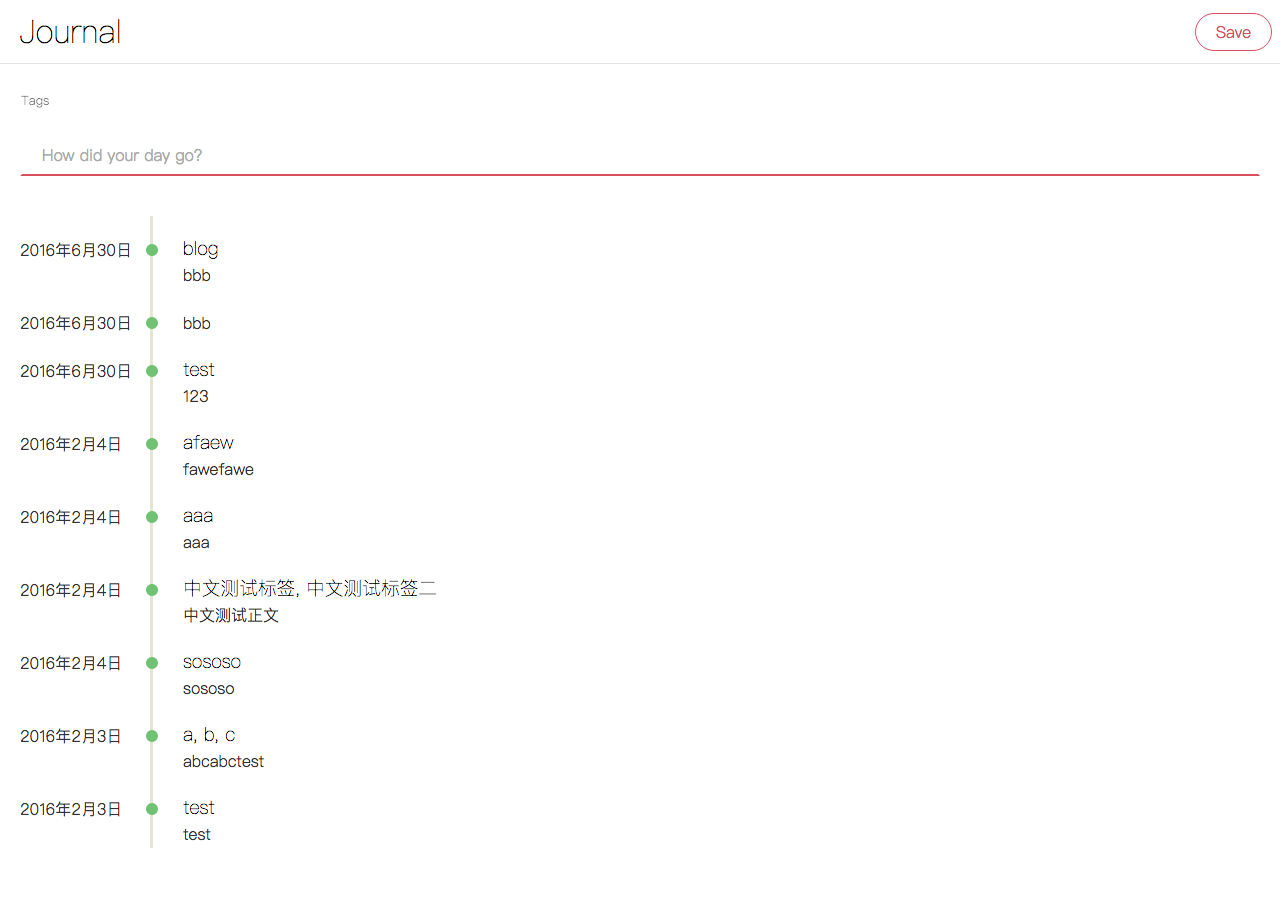 Journal
Save
Tags
How did your day go?
2016年6月30日
blog
bbb
2016年6月30日
bbb
2016年6月30日
test
123
2016年2月4日
afaew
fawefawe
2016年2月4日
aaa
aaa
2016年2月4日
中文测试标签, 中文测试标签二
中文测试正文
2016年2月4日
sososo
sososo
2016年2月3日
a, b, c
abcabctest
2016年2月3日
test
test